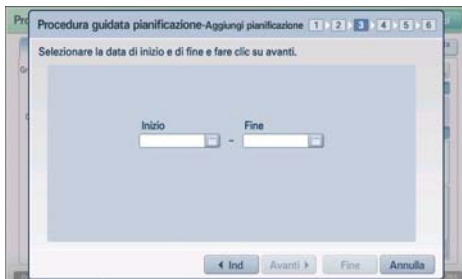 Procedura guidata pianificazione-Aggiungi pianificazione 1 2 3 4 5 6
Selezionare la data di inizio e di fine e fare clic su avanti.
Inizio Fine
-
Ind Avanti Fine Annulla